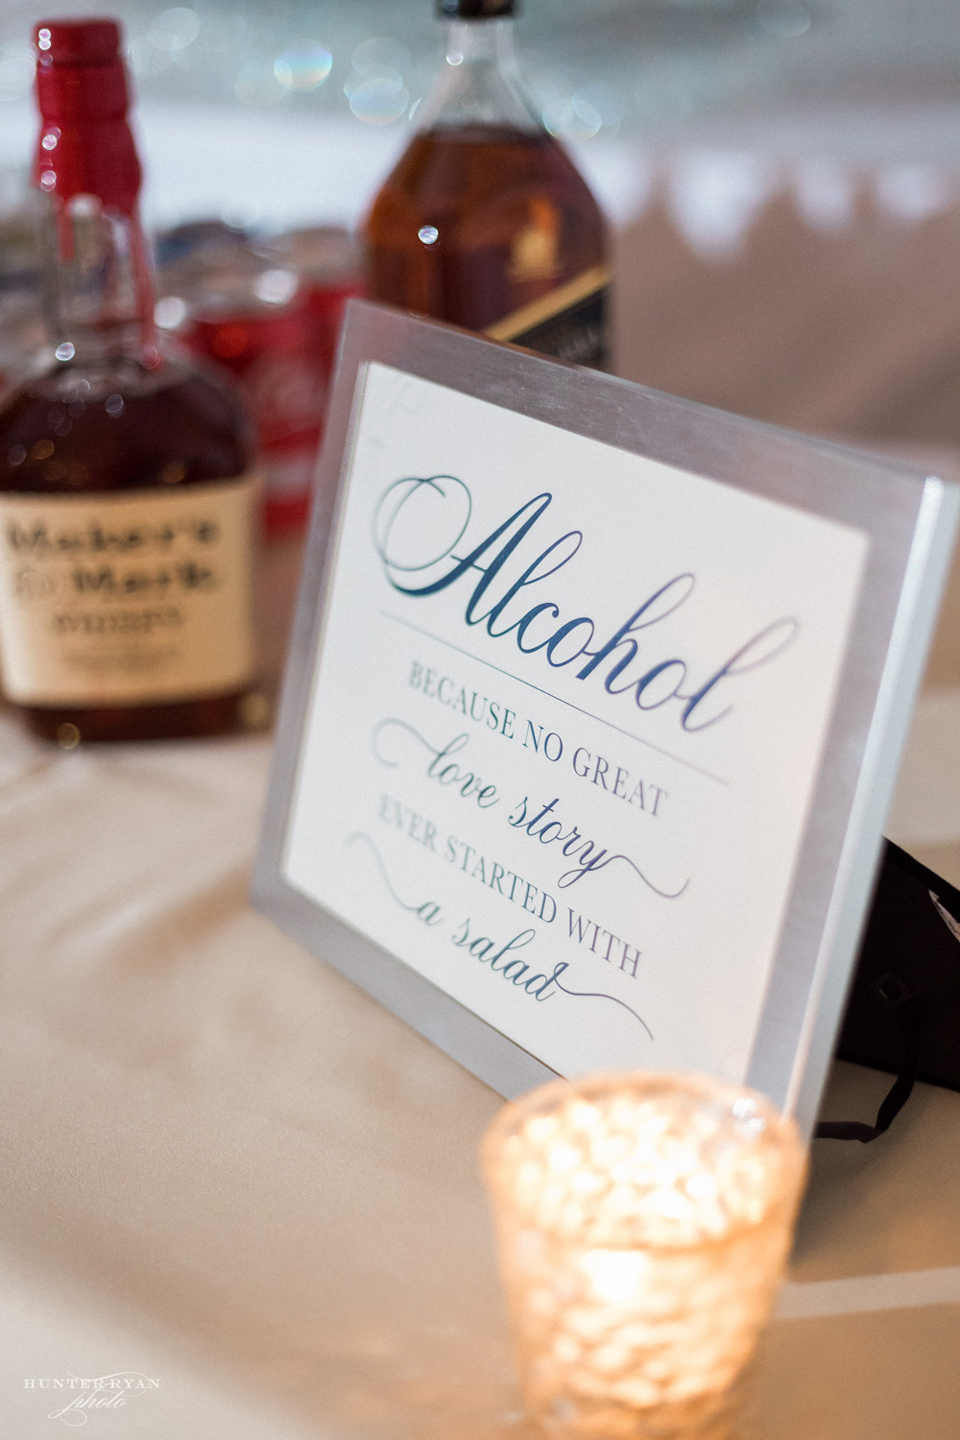 Maker's
Mark
Alcohol
BECAUSE NO GREAT
love story
EVER STARTED WITH
a salad
HUNTER RYAN
photo